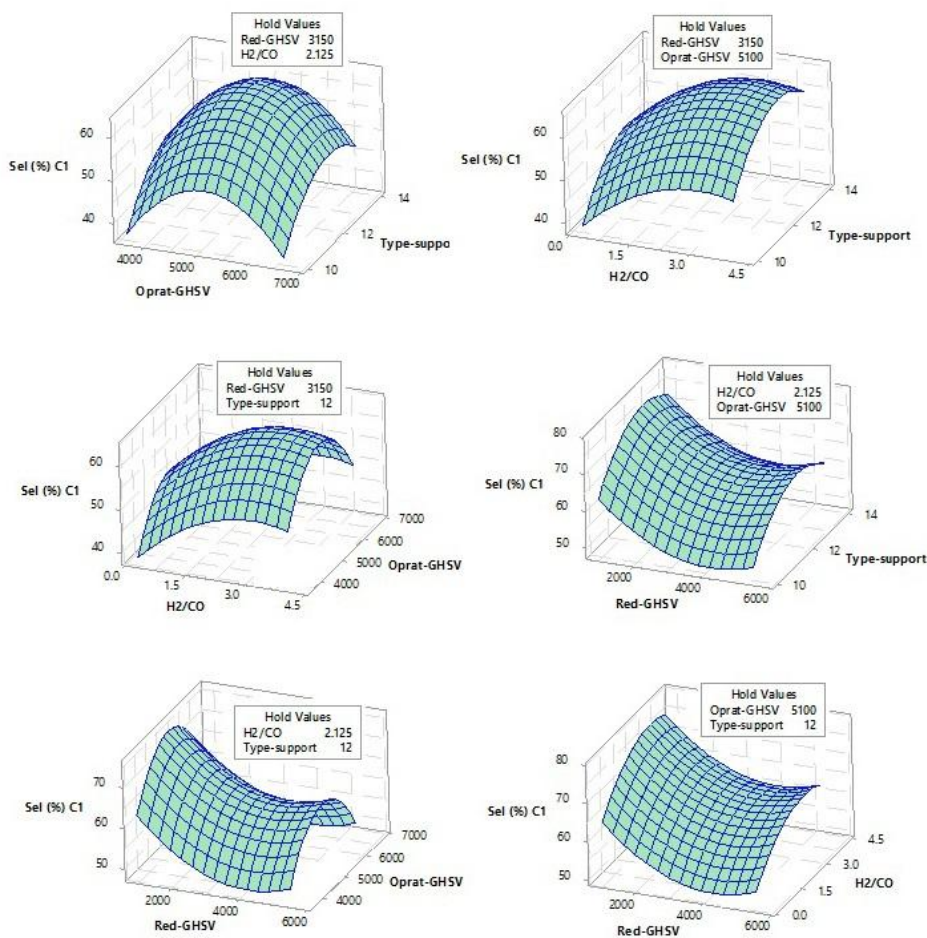 Hold Values
Red-GHSV 3150
H2/CO 2.125
60
Sel (%) C1
50
40
14
12
Type-suppo
10
4000
5000
6000
7000
Oprat-GHSV
Hold Values
Red-GHSV 3150
Oprat-GHSV 5100
60
Sel (%) C1
50
40
14
12
Type-support
10
0.0
1.5
3.0
4.5
H2/CO
Hold Values
Red-GHSV 3150
Type-support 12
60
Sel (%) C1
50
40
7000
6000
5000
Oprat-GHSV
4000
0.0
1.5
3.0
4.5
H2/CO
Hold Values
H2/CO 2.125
Oprat-GHSV 5100
80
70
Sel (%) C1
60
50
14
12
Type-support
10
2000
4000
6000
Red-GHSV
Hold Values
H2/CO 2.125
Type-support 12
70
Sel (%) C1
60
50
7000
6000
5000
Oprat-GHSV
4000
2000
4000
6000
Red-GHSV
Hold Values
Oprat-GHSV 5100
Type-support 12
80
70
Sel (%) C1
60
50
4.5
3.0
H2/CO
1.5
0.0
2000
4000
6000
Red-GHSV